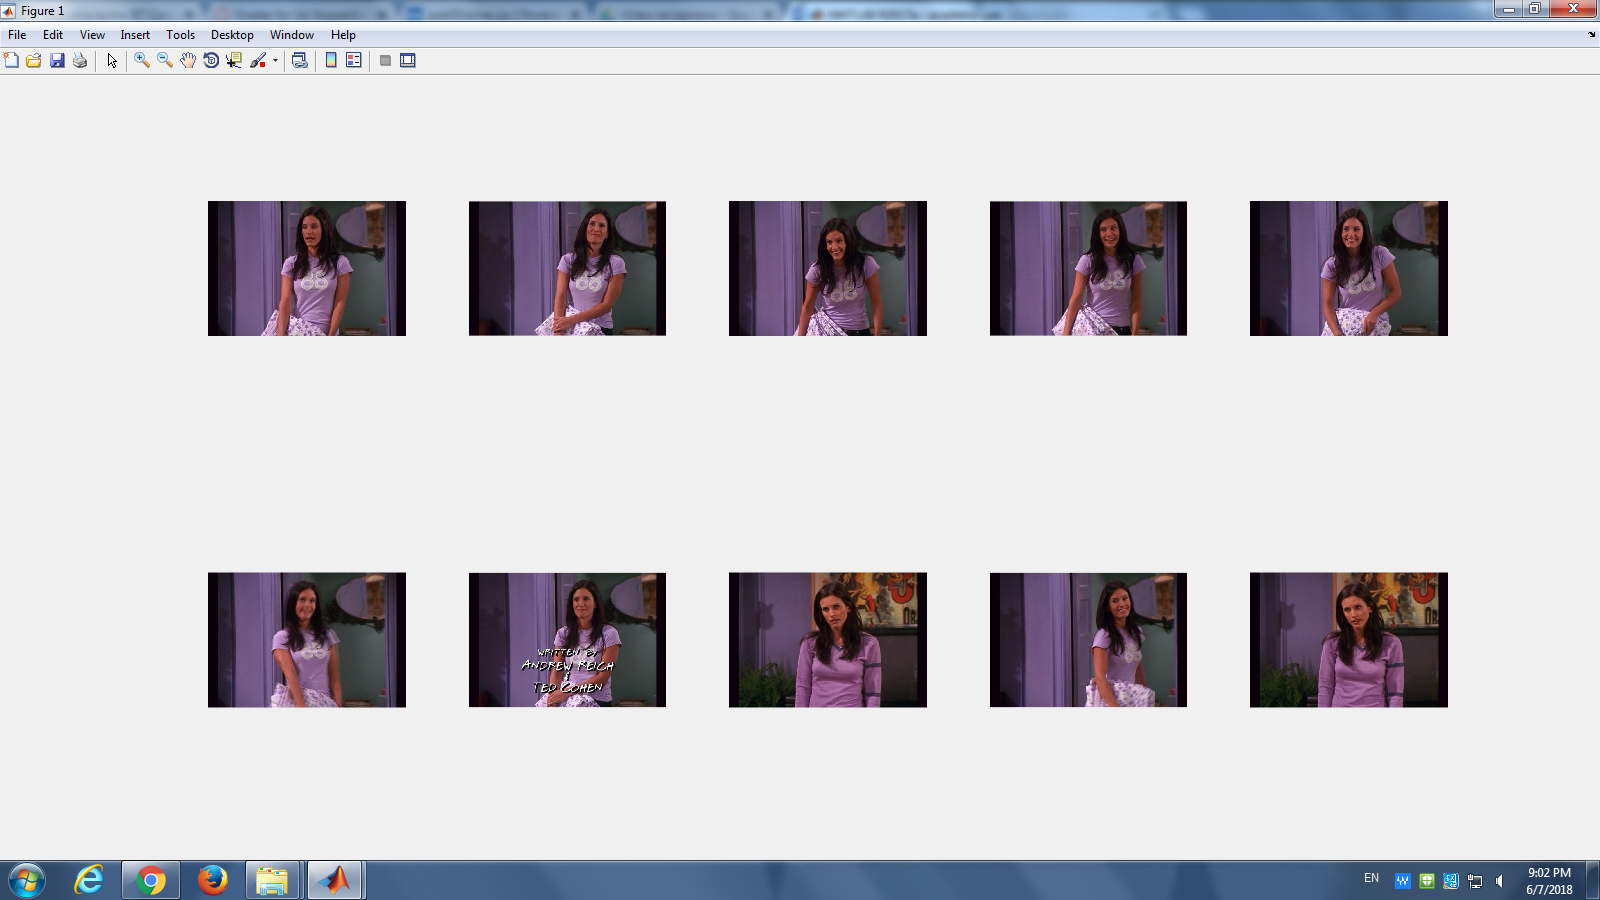 Figure 1
File Edit View Insert Tools Desktop Window Help
WRITTEN BY
ANDREW REICH
&
TED COHEN
EN
9:02 PM
6/7/2018